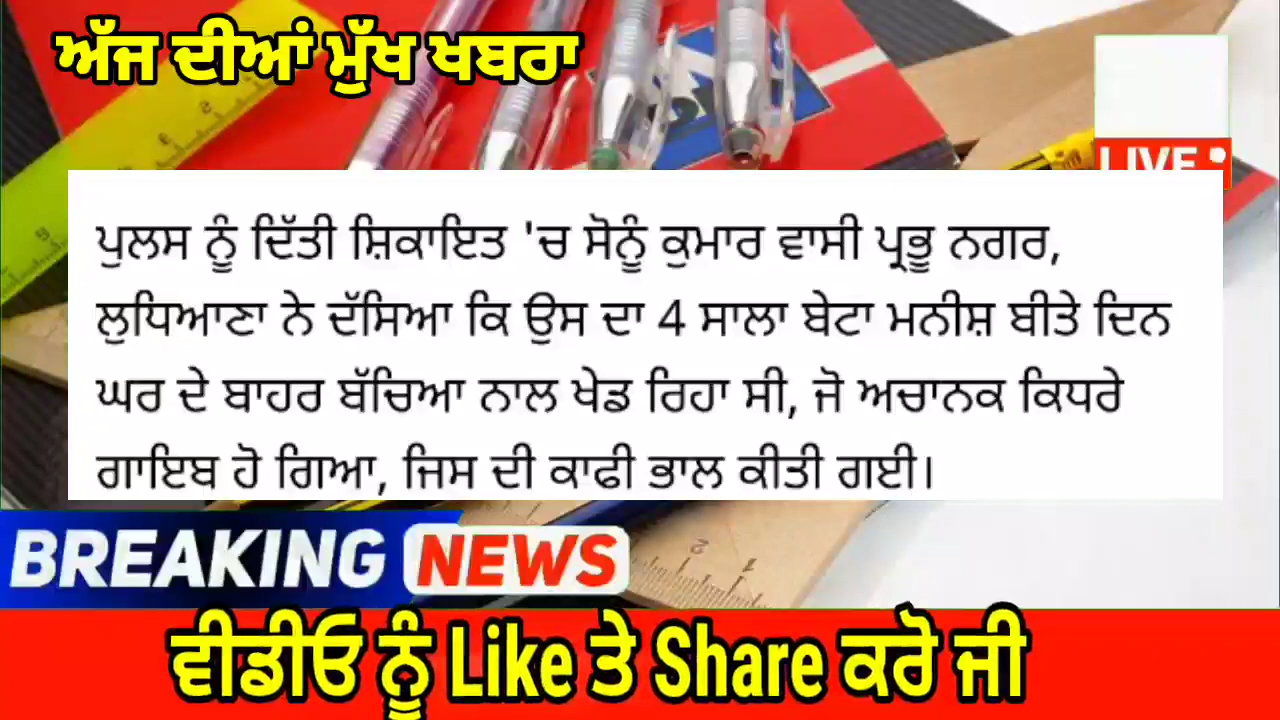 ਅੱਜ ਦੀਆਂ ਮੁੱਖ ਖਬਰਾ
LIVE
ਪੁਲਸ ਨੂੰ ਦਿੱਤੀ ਸ਼ਿਕਾਇਤ 'ਚ ਸੋਨੂੰ ਕੁਮਾਰ ਵਾਸੀ ਪ੍ਰਭੂ ਨਗਰ,
ਲੁਧਿਆਣਾ ਨੇ ਦੱਸਿਆ ਕਿ ਉਸ ਦਾ 4 ਸਾਲਾ ਬੇਟਾ ਮਨੀਸ਼ ਬੀਤੇ ਦਿਨ
ਘਰ ਦੇ ਬਾਹਰ ਬੱਚਿਆ ਨਾਲ ਖੇਡ ਰਿਹਾ ਸੀ, ਜੋ ਅਚਾਨਕ ਕਿਧਰੇ
ਗਾਇਬ ਹੋ ਗਿਆ, ਜਿਸ ਦੀ ਕਾਫੀ ਭਾਲ ਕੀਤੀ ਗਈ।
BREAKING NEWS
ਵੀਡੀਓ ਨੂੰ Like ਤੇ Share ਕਰੋ ਜੀ